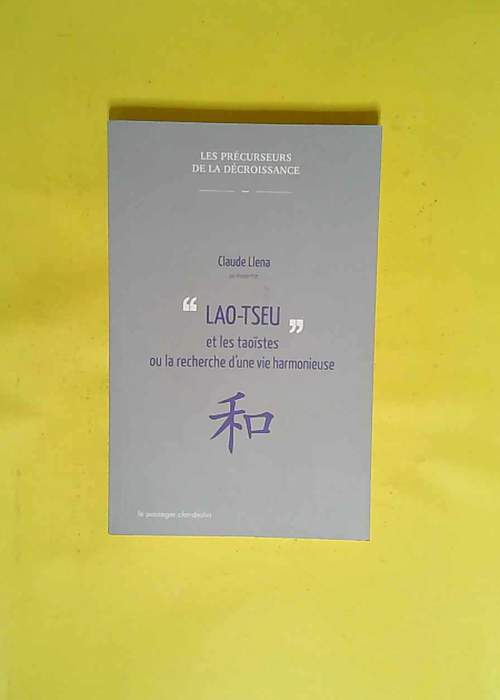 LES PRÉCURSEURS
DE LA DÉCROISSANCE
Claude Llena
présente
“ LAO-TSEU „
et les taoïstes
ou la recherche d'une vie harmonieuse
和
le passager clandestin